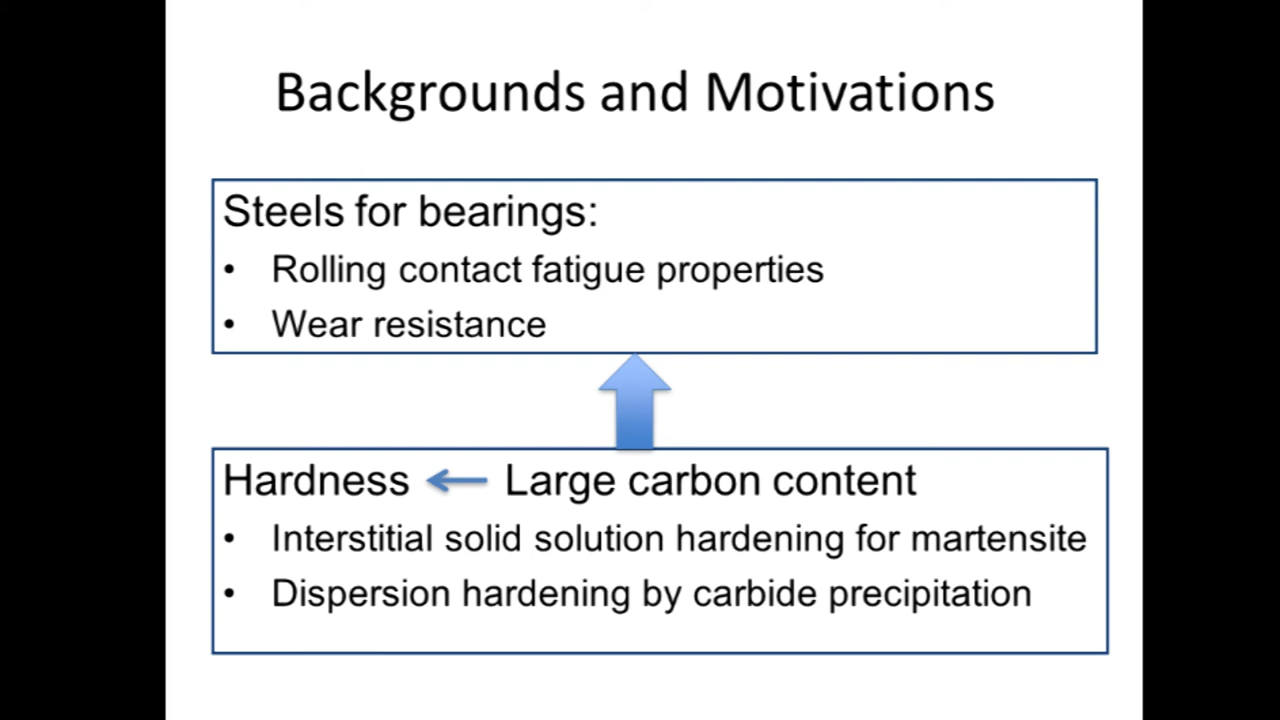 Backgrounds and Motivations
Steels for bearings:
• Rolling contact fatigue properties
• Wear resistance
Hardness ← Large carbon content
• Interstitial solid solution hardening for martensite
• Dispersion hardening by carbide precipitation